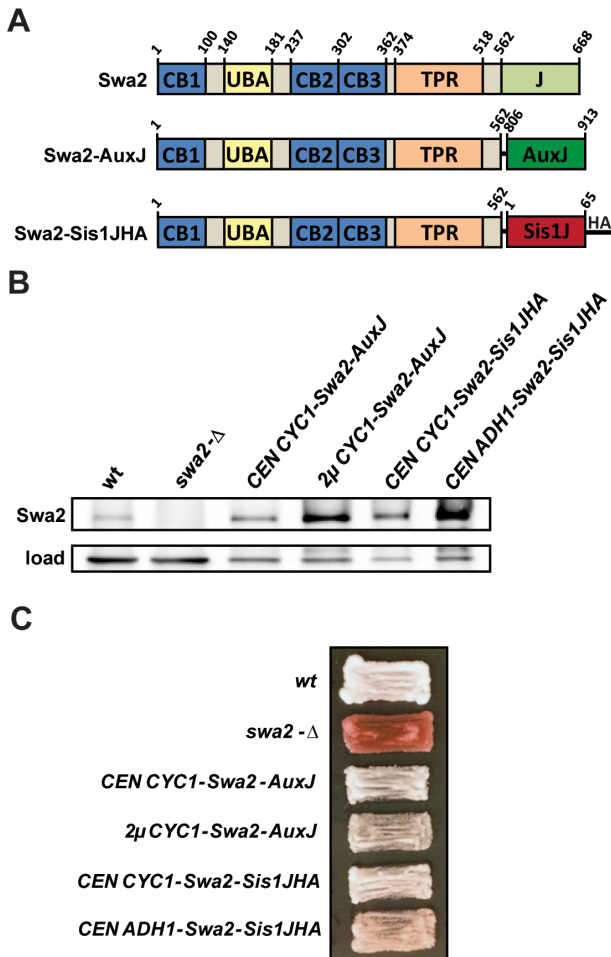 A
1 100 140 181 237 302 362 374 518 562 668
Swa2 CB1 UBA CB2 CB3 TPR J
1 562 806 913
Swa2-AuxJ CB1 UBA CB2 CB3 TPR AuxJ
1 562 1 65
Swa2-Sis1JHA CB1 UBA CB2 CB3 TPR Sis1J HA
B
wt
swa2-Δ
CEN CYC1-Swa2-AuxJ
2µ CYC1-Swa2-AuxJ
CEN CYC1-Swa2-Sis1JHA
CEN ADH1-Swa2-Sis1JHA
Swa2
load
C
wt
swa2-Δ
CEN CYC1-Swa2-AuxJ
2µ CYC1-Swa2-AuxJ
CEN CYC1-Swa2-Sis1JHA
CEN ADH1-Swa2-Sis1JHA